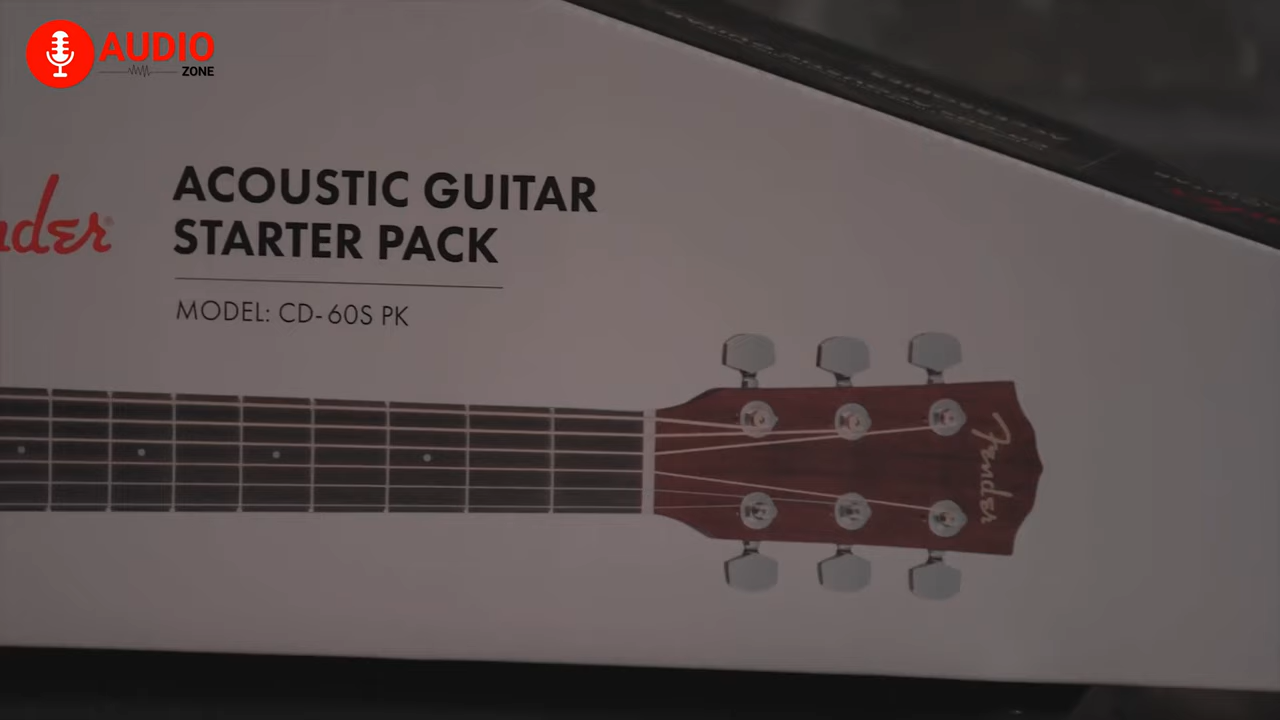 AUDIO
ZONE
nder®
ACOUSTIC GUITAR
STARTER PACK
MODEL: CD-60S PK
Fender